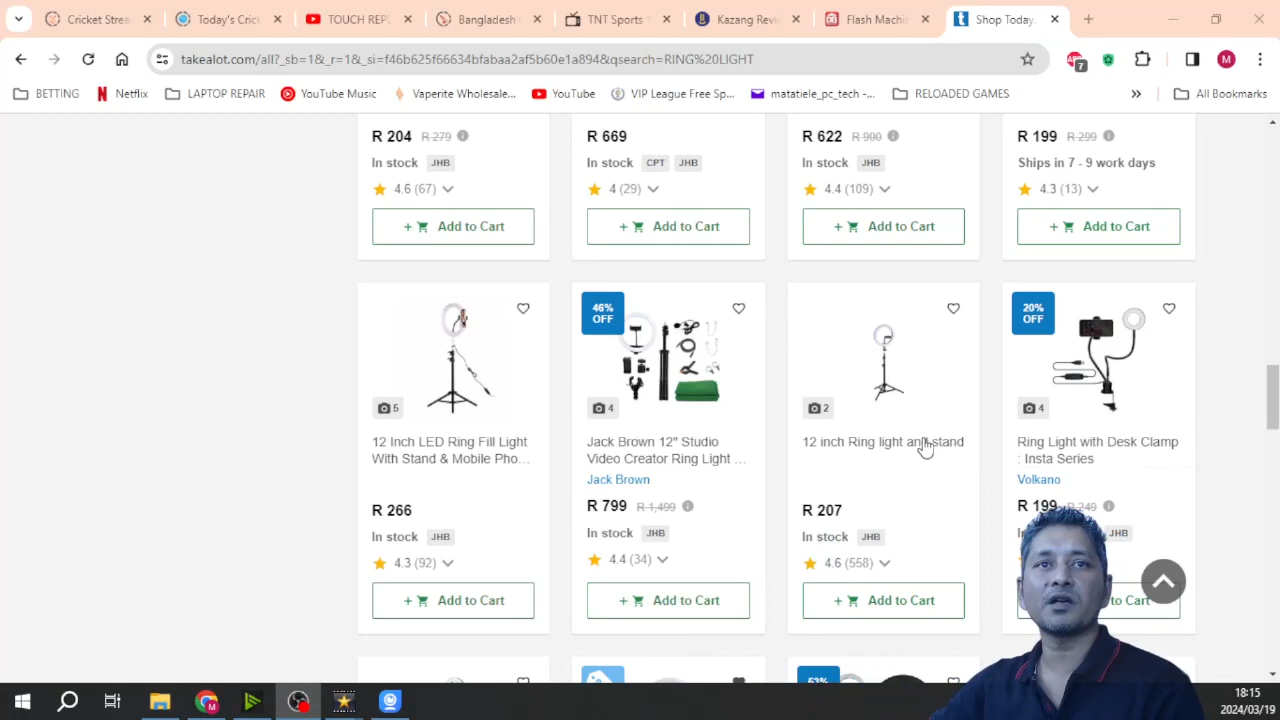 Cricket Strea
Today's Crick
TOUCH REPL
Bangladesh
TNT Sports
Kazang Revi
Flash Machin
Shop Today
takealot.com/all?_sb=1&_r=1&_si=f46b625f66634bfabaa2af5b60e1a894&qsearch=RING%20LIGHT
7
M
BETTING
Netflix
LAPTOP REPAIR
YouTube Music
Vaperite Wholesale...
YouTube
VIP League Free Sp...
matatiele_pc_tech -...
RELOADED GAMES
All Bookmarks
R 204 R 279
In stock JHB
4.6 (67)
Add to Cart
R 669
In stock CPT JHB
4 (29)
Add to Cart
R 622 R 900
In stock JHB
4.4 (109)
Add to Cart
R 199 R 299
Ships in 7 - 9 work days
4.3 (13)
Add to Cart
5
12 Inch LED Ring Fill Light
With Stand & Mobile Pho...
R 266
In stock JHB
4.3 (92)
Add to Cart
46%
OFF
4
Jack Brown 12" Studio
Video Creator Ring Light ...
Jack Brown
R 799 R 1,499
In stock JHB
4.4 (34)
Add to Cart
2
12 inch Ring light and stand
R 207
In stock JHB
4.6 (558)
Add to Cart
20%
OFF
4
Ring Light with Desk Clamp
: Insta Series
Volkano
R 199 R 249
JHB
to Cart
53%
M
18:15
2024/03/19